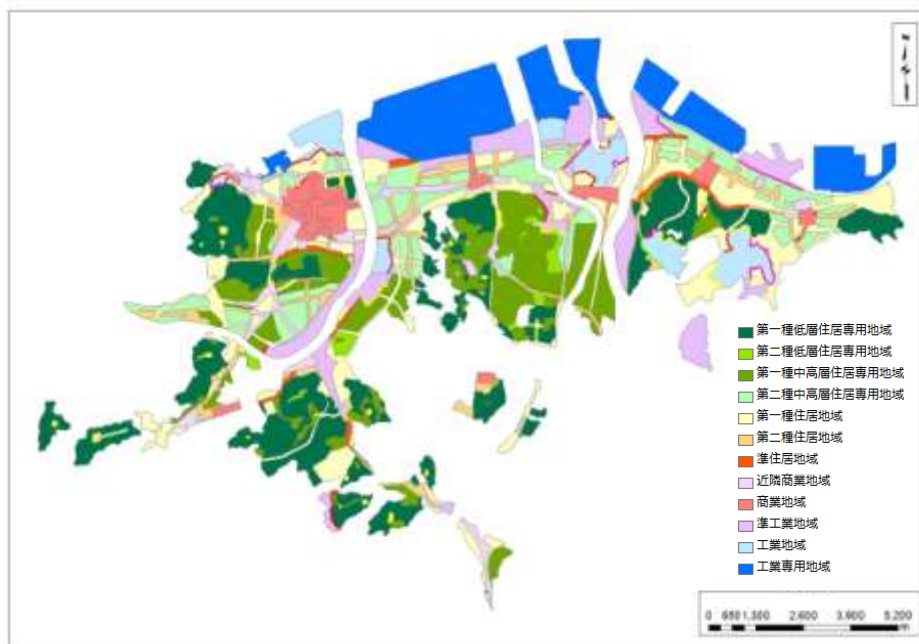 第一種低層住居専用地域
第二種低層住居専用地域
第一種中高層住居専用地域
第二種中高層住居専用地域
第一種住居地域
第二種住居地域
準住居地域
近隣商業地域
商業地域
準工業地域
工業地域
工業専用地域
0 650 1,300 2,600 3,900 5,200